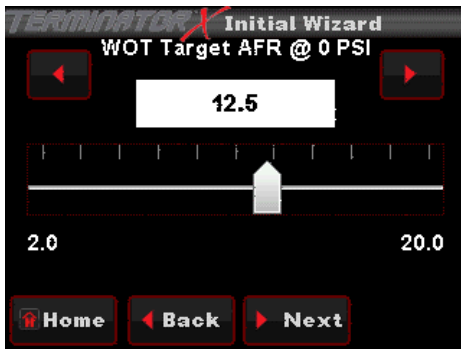 TERMINATOR X Initial Wizard
WOT Target AFR @ 0 PSI
12.5
2.0 20.0
Home Back Next